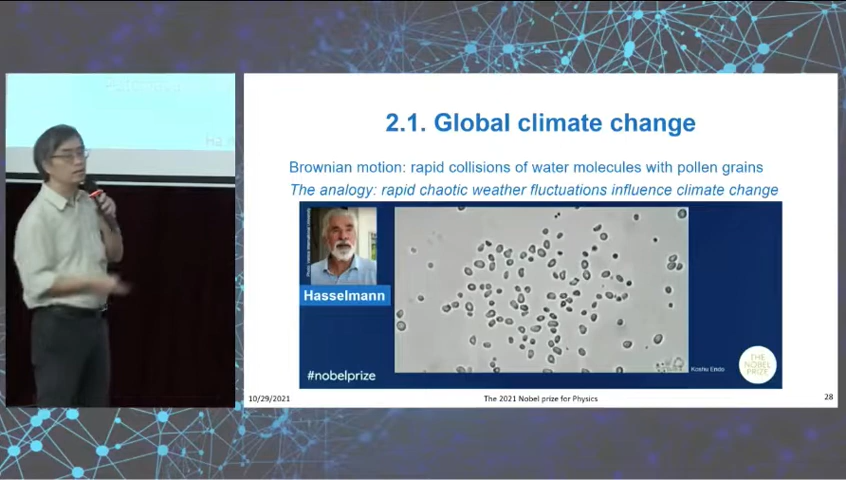 2.1. Global climate change
Brownian motion: rapid collisions of water molecules with pollen grains
The analogy: rapid chaotic weather fluctuations influence climate change
Hasselmann
#nobelprize
Koshu Endo
THE
NOBEL
PRIZE
10/29/2021
The 2021 Nobel prize for Physics
28